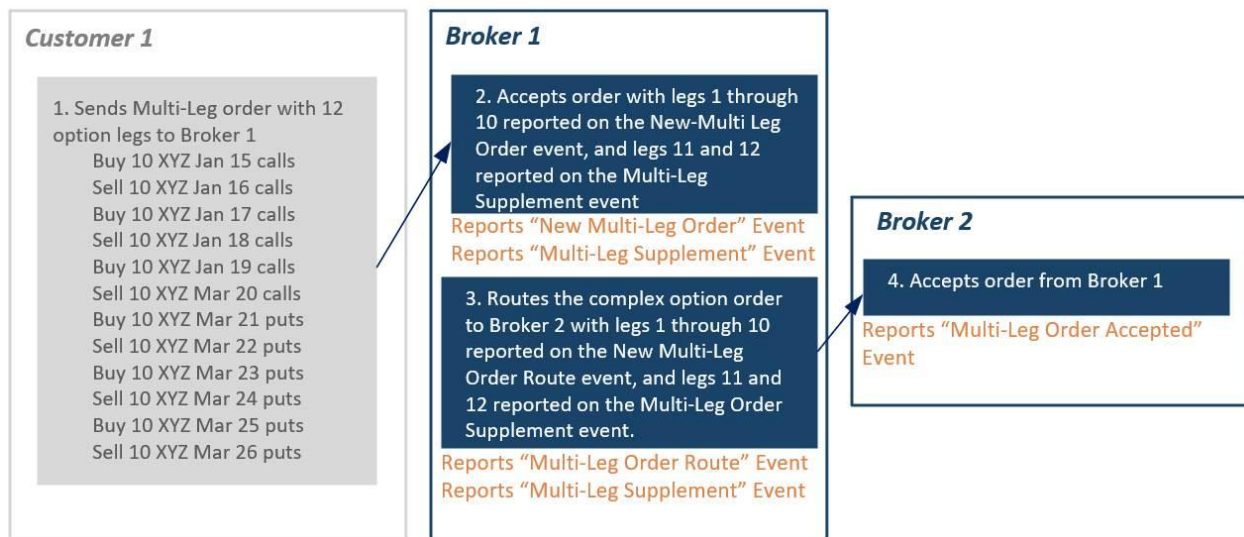 Customer 1
1. Sends Multi-Leg order with 12
option legs to Broker 1
Buy 10 XYZ Jan 15 calls
Sell 10 XYZ Jan 16 calls
Buy 10 XYZ Jan 17 calls
Sell 10 XYZ Jan 18 calls
Buy 10 XYZ Jan 19 calls
Sell 10 XYZ Mar 20 calls
Buy 10 XYZ Mar 21 puts
Sell 10 XYZ Mar 22 puts
Buy 10 XYZ Mar 23 puts
Sell 10 XYZ Mar 24 puts
Buy 10 XYZ Mar 25 puts
Sell 10 XYZ Mar 26 puts
Broker 1
2. Accepts order with legs 1 through
10 reported on the New-Multi Leg
Order event, and legs 11 and 12
reported on the Multi-Leg
Supplement event
Reports “New Multi-Leg Order” Event
Reports “Multi-Leg Supplement” Event
3. Routes the complex option order
to Broker 2 with legs 1 through 10
reported on the New Multi-Leg
Order Route event, and legs 11 and
12 reported on the Multi-Leg Order
Supplement event.
Reports “Multi-Leg Order Route” Event
Reports “Multi-Leg Supplement” Event
Broker 2
4. Accepts order from Broker 1
Reports “Multi-Leg Order Accepted”
Event